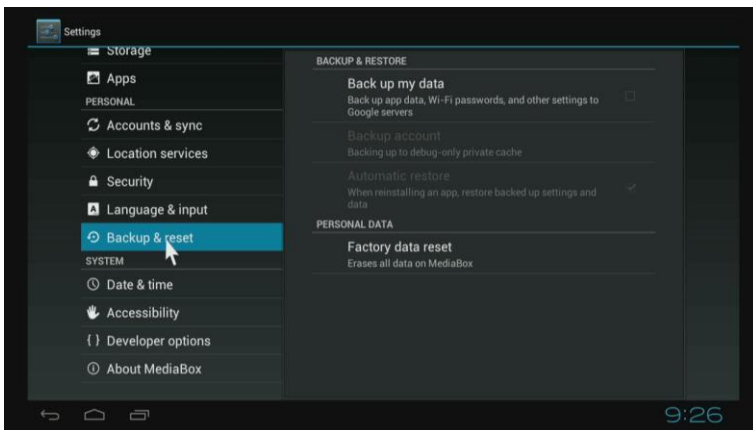 Settings
Storage
Apps
PERSONAL
Accounts & sync
Location services
Security
Language & input
Backup & reset
SYSTEM
Date & time
Accessibility
{ } Developer options
About MediaBox
BACKUP & RESTORE
Back up my data
Back up app data, Wi-Fi passwords, and other settings to
Google servers
Backup account
Backing up to debug-only private cache
Automatic restore
When reinstalling an app, restore backed up settings and
data
PERSONAL DATA
Factory data reset
Erases all data on MediaBox
9:26